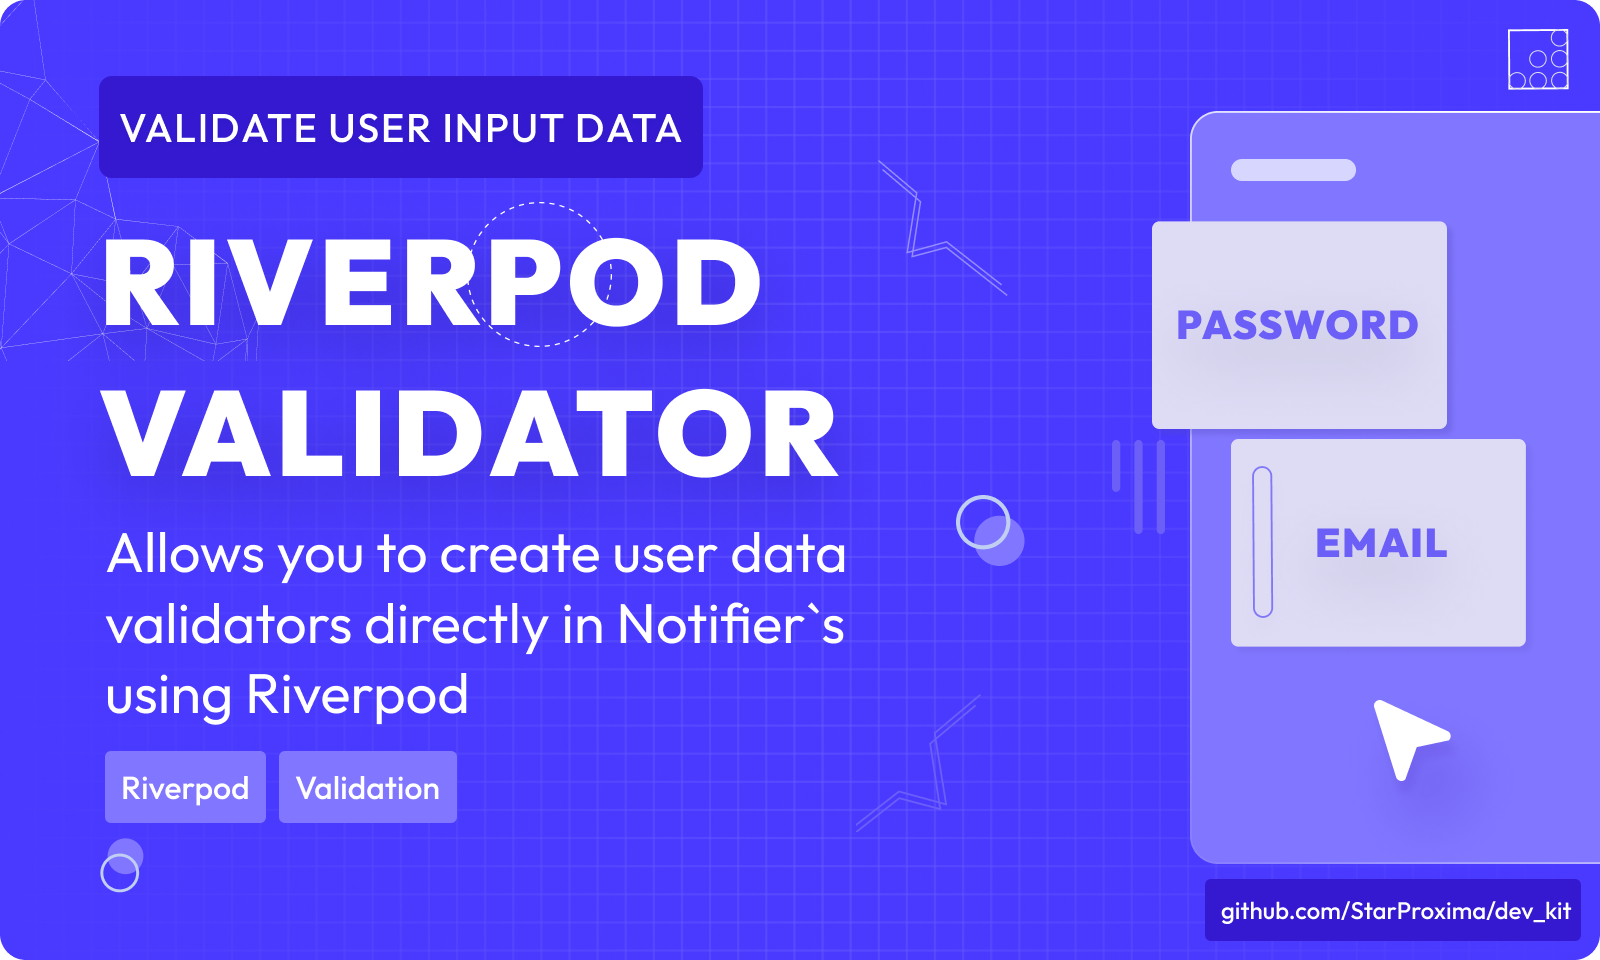 VALIDATE USER INPUT DATA
RIVERPOD
VALIDATOR
Allows you to create user data
validators directly in Notifier`s
using Riverpod
Riverpod
Validation
PASSWORD
EMAIL
github.com/StarProxima/dev_kit